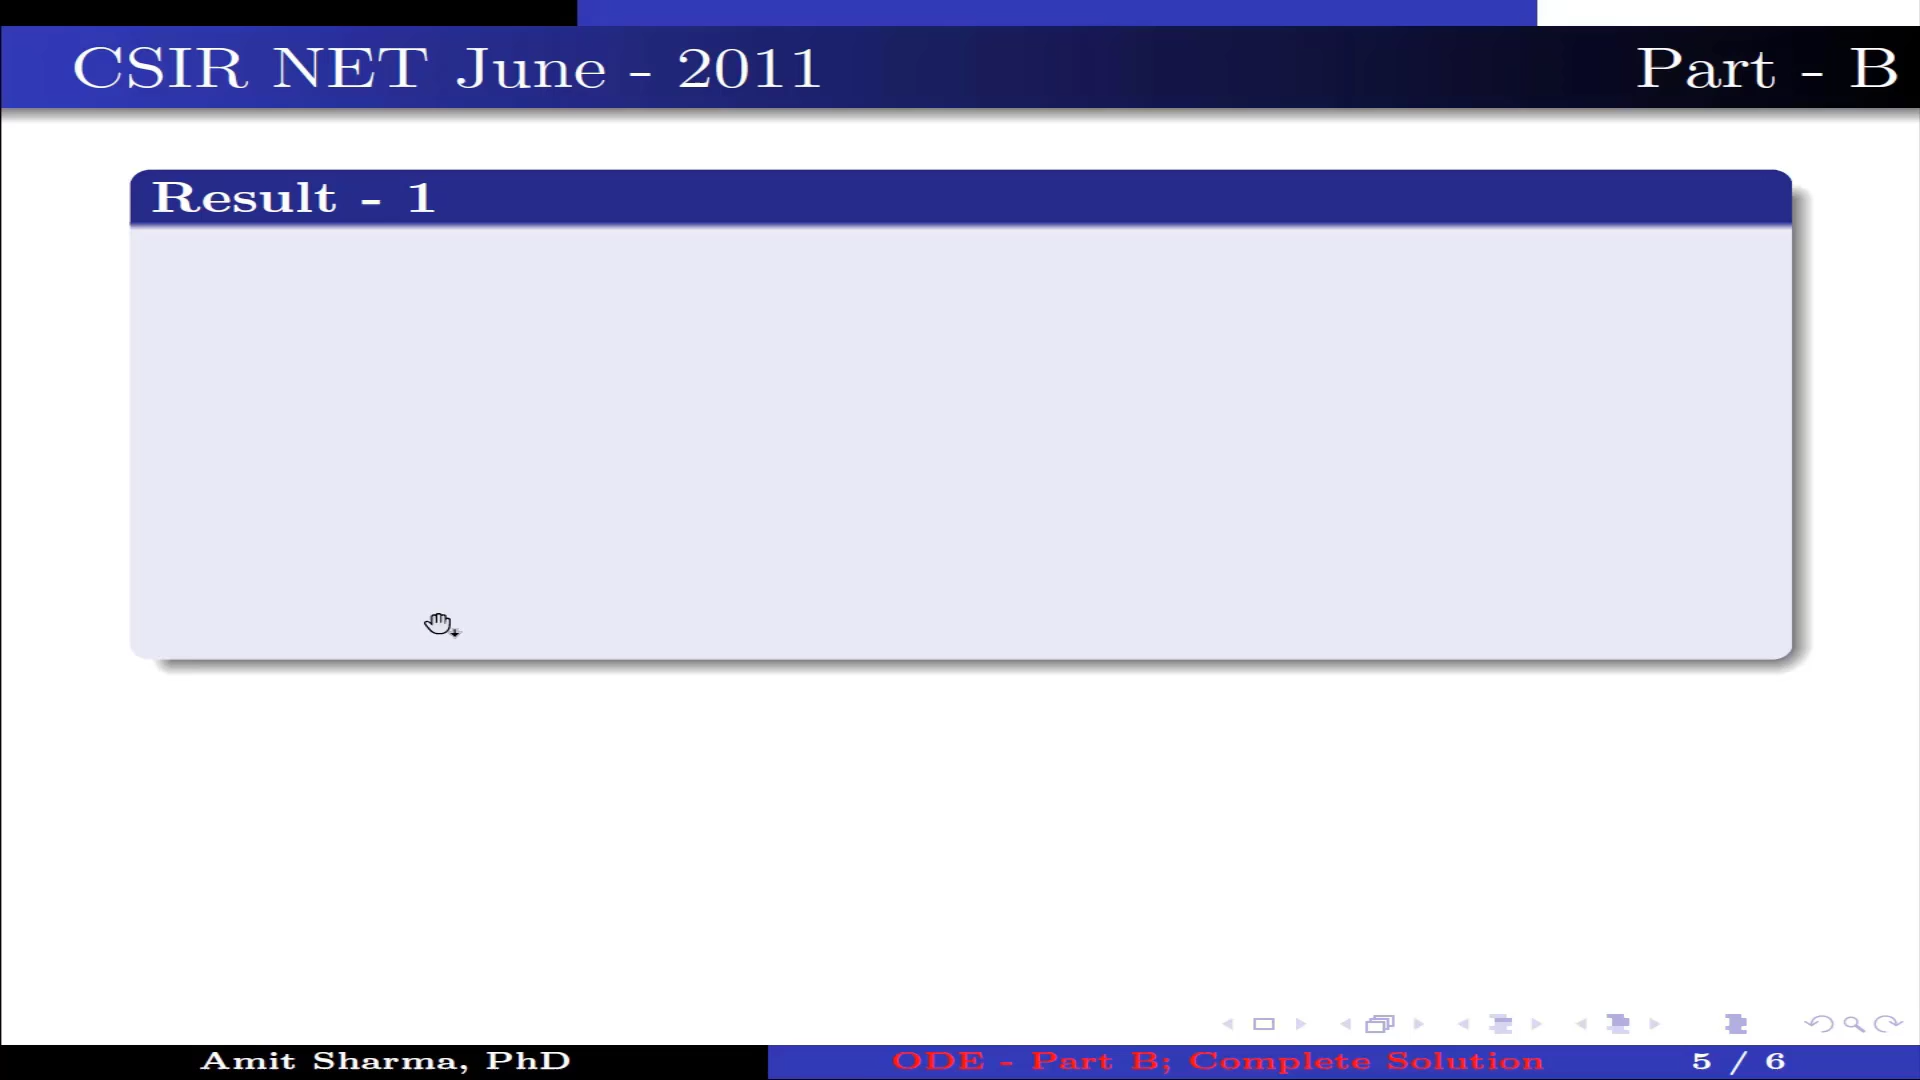 CSIR NET June - 2011
Part - B
Result - 1
Amit Sharma, PhD
ODE - Part B; Complete Solution
5 / 6